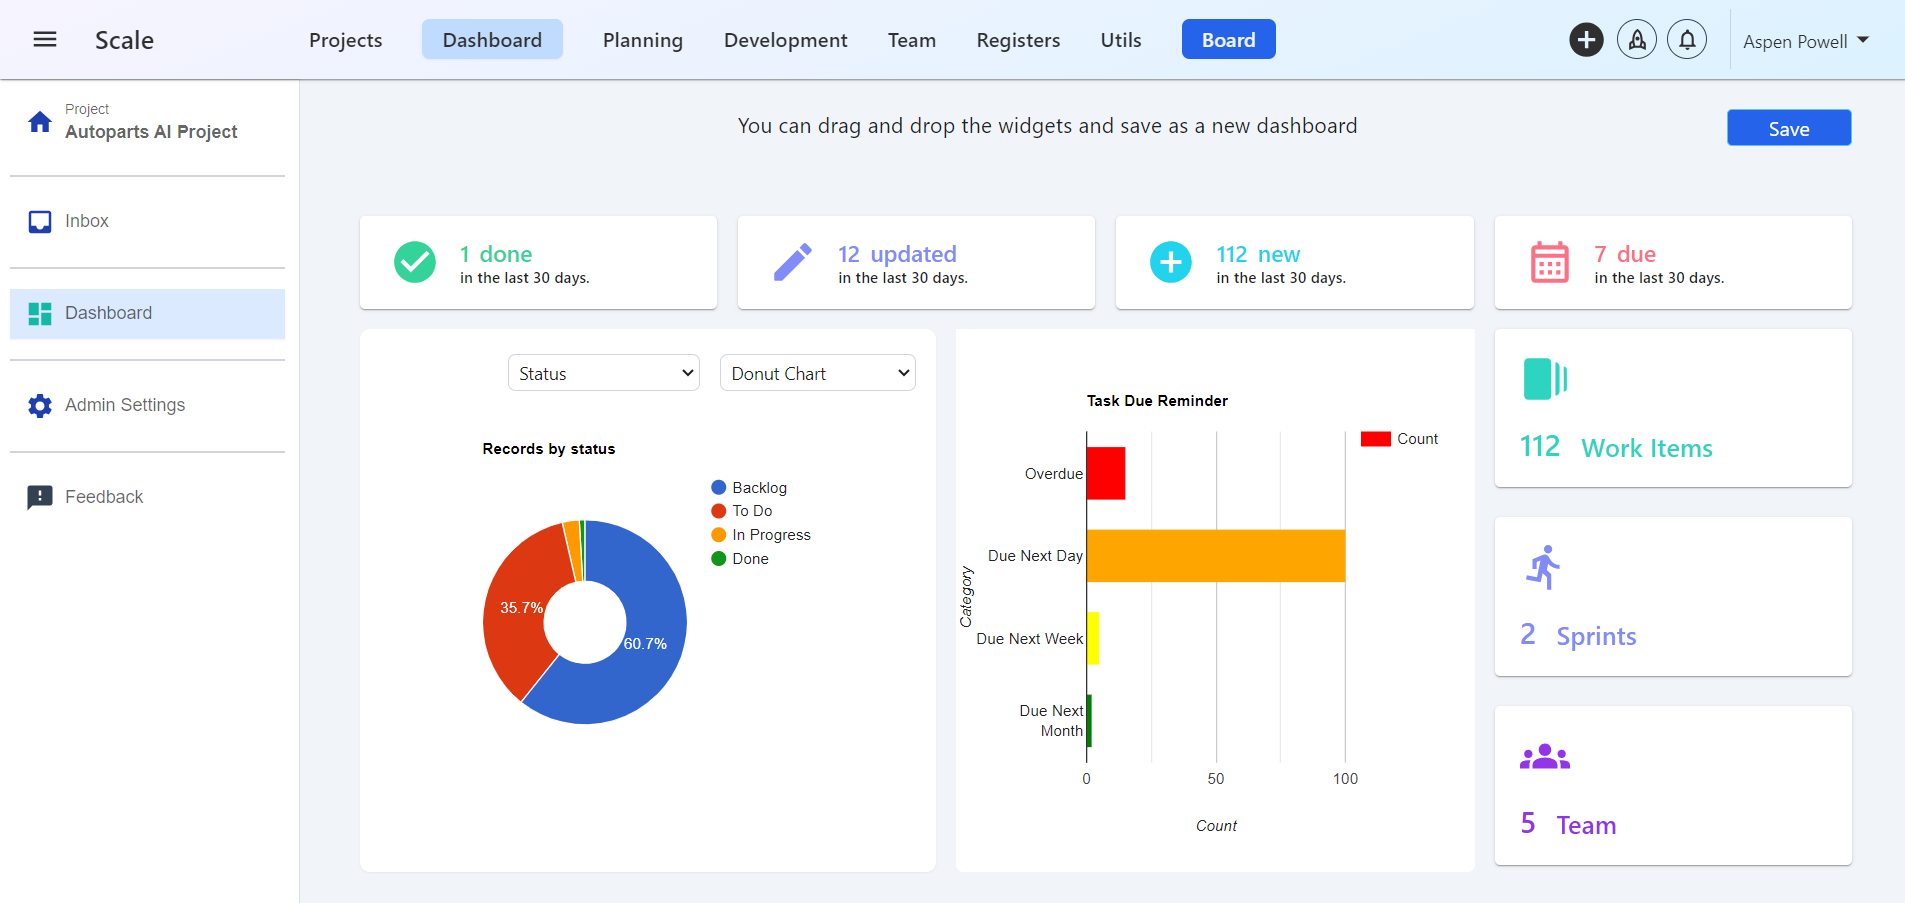 Scale
Projects
Dashboard
Planning
Development
Team
Registers
Utils
Board
Aspen Powell
Project
Autoparts AI Project
Inbox
Dashboard
Admin Settings
Feedback
You can drag and drop the widgets and save as a new dashboard
Save
1 done
in the last 30 days.
12 updated
in the last 30 days.
112 new
in the last 30 days.
7 due
in the last 30 days.
Status
Donut Chart
Records by status
Backlog
To Do
In Progress
Done
35.7%
60.7%
Task Due Reminder
Count
Overdue
Due Next Day
Due Next Week
Due Next
Month
Category
0
50
100
Count
112 Work Items
2 Sprints
5 Team